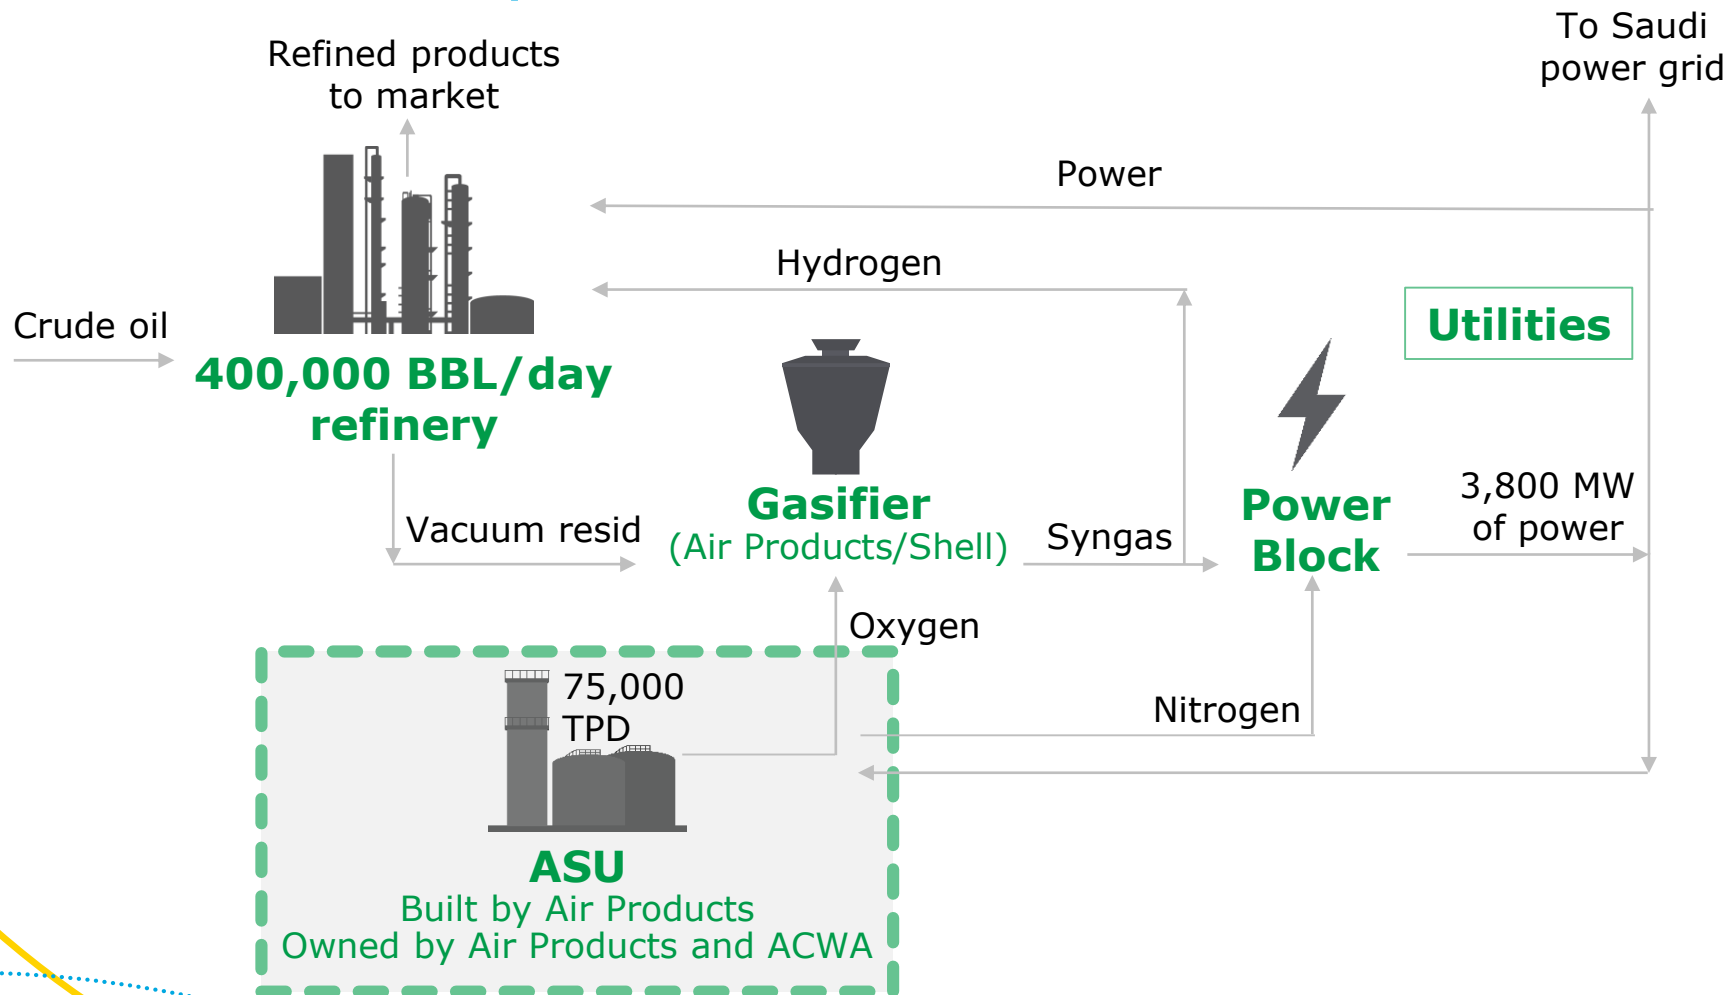 To Saudi
power grid
Refined products
to market
Power
Hydrogen
Crude oil
Utilities
400,000 BBL/day
refinery
Gasifier
(Air Products/Shell)
Vacuum resid
Syngas
Power
Block
3,800 MW
of power
Oxygen
75,000
TPD
Nitrogen
ASU
Built by Air Products
Owned by Air Products and ACWA